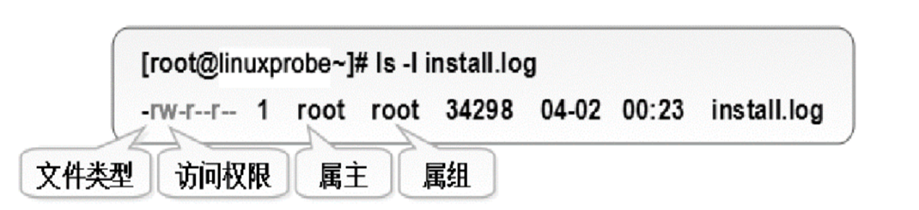 [root@linuxprobe~]# ls -l install.log
-rw-r--r-- 1 root root 34298 04-02 00:23 install.log
文件类型 访问权限 属主 属组